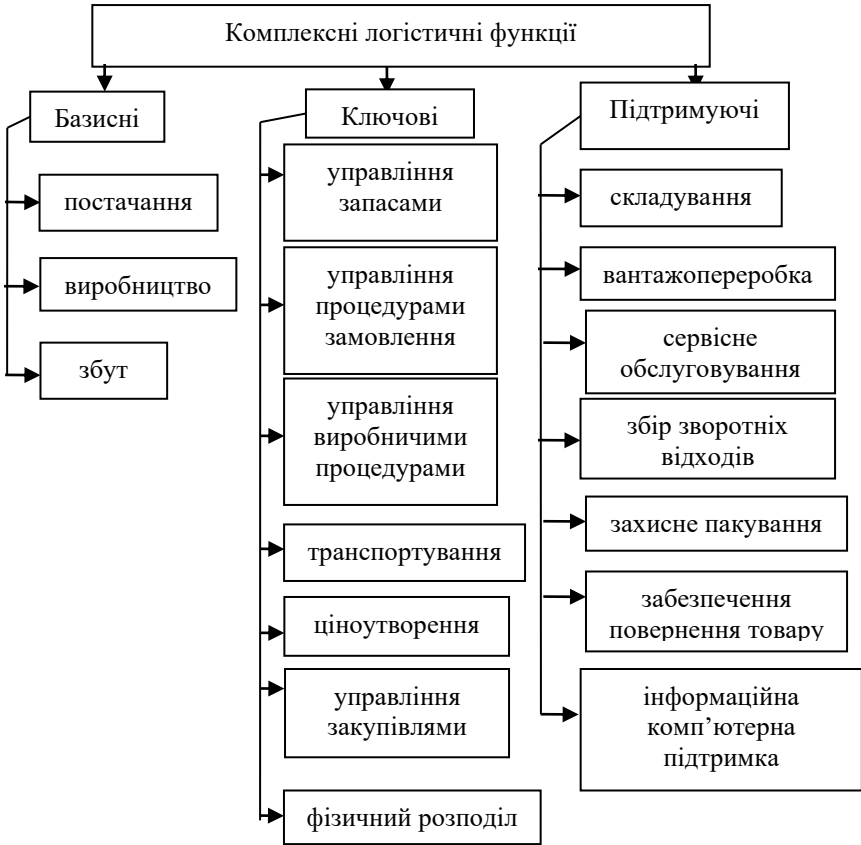 Комплексні логістичні функції
Базисні
постачання
виробництво
збут
Ключові
управління
запасами
управління
процедурами
замовлення
управління
виробничими
процедурами
транспортування
ціноутворення
управління
закупівлями
фізичний розподіл
Підтримуючі
складування
вантажопереробка
сервісне
обслуговування
збір зворотніх
відходів
захисне пакування
забезпечення
повернення товару
інформаційна
комп’ютерна
підтримка